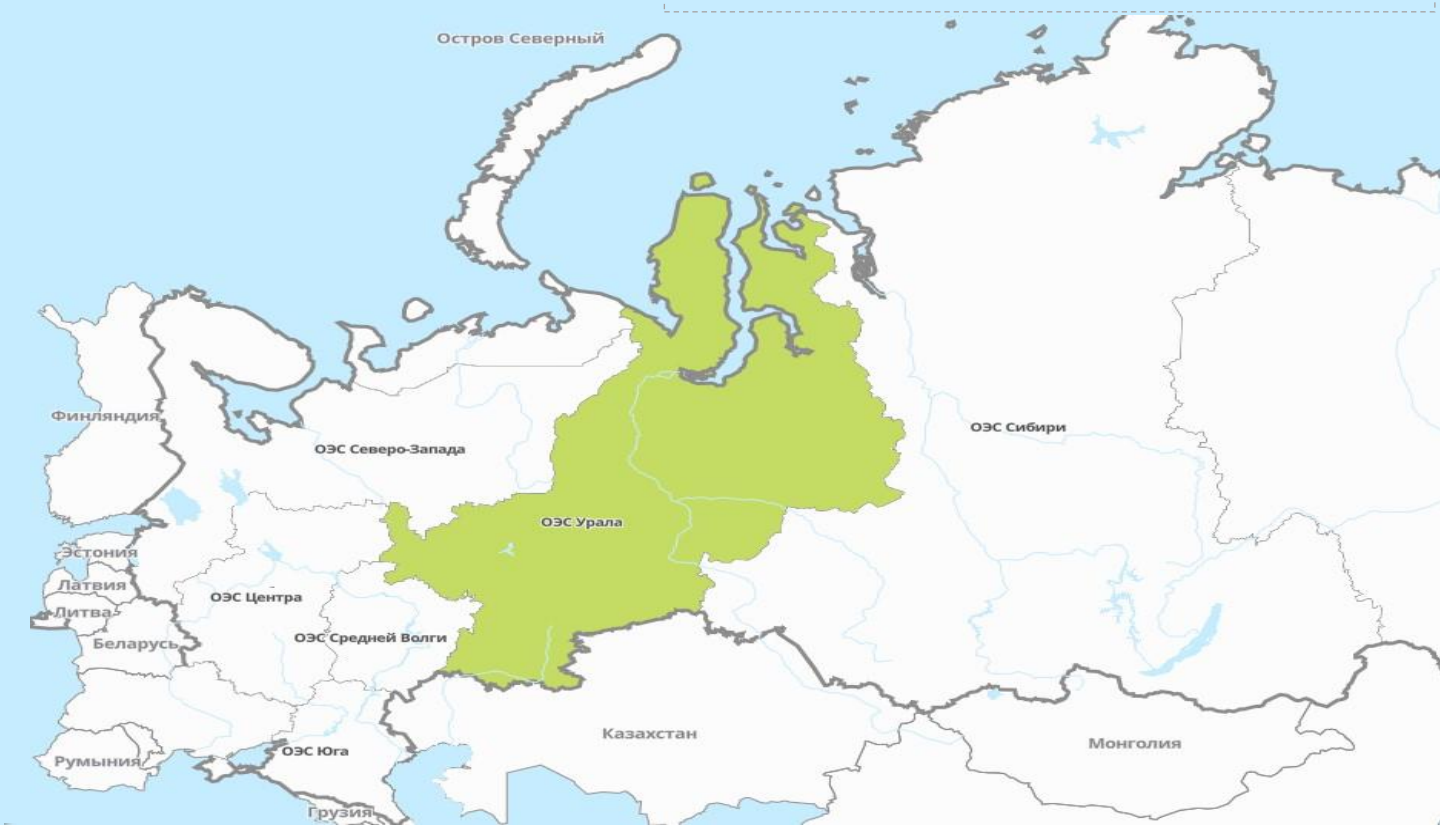 Остров Северный
Финляндия
ОЭС Сибири
ОЭС Северо-Запада
ОЭС Урала
Эстония
Латвия
ОЭС Центра
Литва
ОЭС Средней Волги
Беларусь
Казахстан
Монголия
ОЭС Юга
Румыния
Грузия